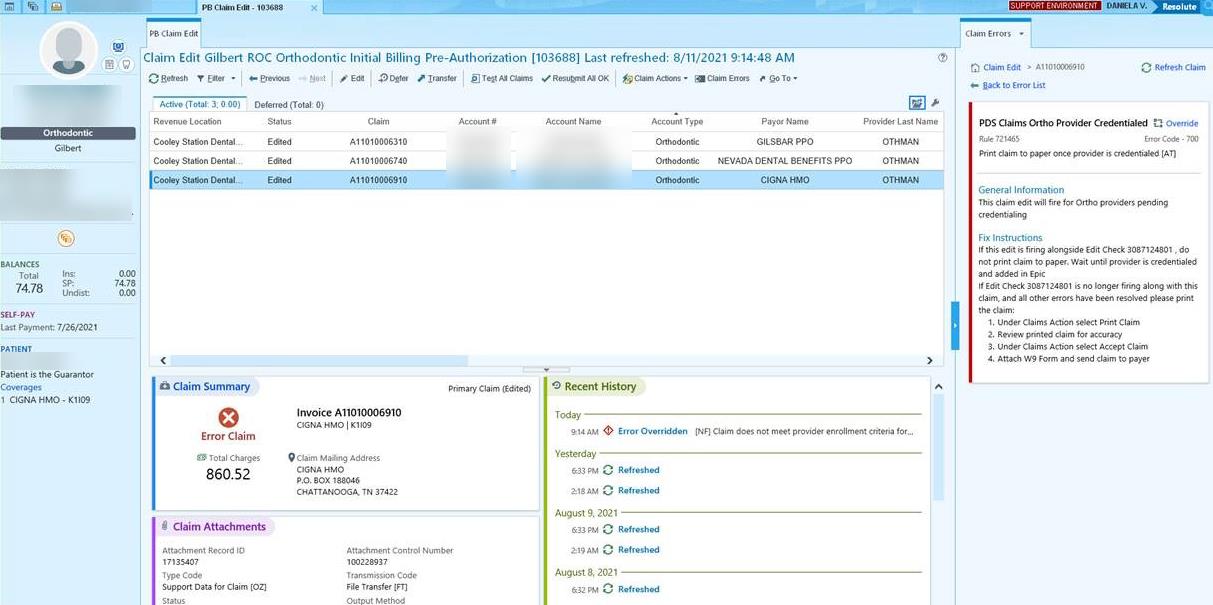 PB Claim Edit - 103688
SUPPORT ENVIRONMENT DANIELA V. Resolute
PB Claim Edit
Claim Edit Gilbert ROC Orthodontic Initial Billing Pre-Authorization [103688] Last refreshed: 8/11/2021 9:14:48 AM
Refresh Filter Previous Next Edit Defer Transfer Test All Claims Resubmit All OK Claim Actions Claim Errors Go To
Active (Total: 3; 0.00) Deferred (Total: 0)
Revenue Location Status Claim Account # Account Name Account Type Payor Name Provider Last Name
Cooley Station Dental... Edited A11010006310 Orthodontic GILSBAR PPO OTHMAN
Cooley Station Dental... Edited A11010006740 Orthodontic NEVADA DENTAL BENEFITS PPO OTHMAN
Cooley Station Dental... Edited A11010006910 Orthodontic CIGNA HMO OTHMAN
Orthodontic
Gilbert
BALANCES
Total
74.78
Ins: 0.00
SP: 74.78
Undist: 0.00
SELF-PAY
Last Payment: 7/26/2021
PATIENT
Patient is the Guarantor
Coverages
1 CIGNA HMO - K1I09
Claim Summary
Primary Claim (Edited)
Error Claim
Total Charges
860.52
Invoice A11010006910
CIGNA HMO | K1I09
Claim Mailing Address
CIGNA HMO
P.O. BOX 188046
CHATTANOOGA, TN 37422
Claim Attachments
Attachment Record ID
17135407
Type Code
Support Data for Claim [OZ]
Status
Attachment Control Number
100228937
Transmission Code
File Transfer [FT]
Output Method
Recent History
Today
9:14 AM Error Overridden [NF] Claim does not meet provider enrollment criteria for...
Yesterday
6:33 PM Refreshed
2:18 AM Refreshed
August 9, 2021
6:33 PM Refreshed
2:19 AM Refreshed
August 8, 2021
6:32 PM Refreshed
Claim Errors
Claim Edit > A11010006910 Refresh Claim
Back to Error List
PDS Claims Ortho Provider Credentialed Override
Rule 721465 Error Code - 700
Print claim to paper once provider is credentialed [AT]
General Information
This claim edit will fire for Ortho providers pending
credentialing
Fix Instructions
If this edit is firing alongside Edit Check 3087124801 , do
not print claim to paper. Wait until provider is credentialed
and added in Epic
If Edit Check 3087124801 is no longer firing along with this
claim, and all other errors have been resolved please print
the claim:
1. Under Claims Action select Print Claim
2. Review printed claim for accuracy
3. Under Claims Action select Accept Claim
4. Attach W9 Form and send claim to payer